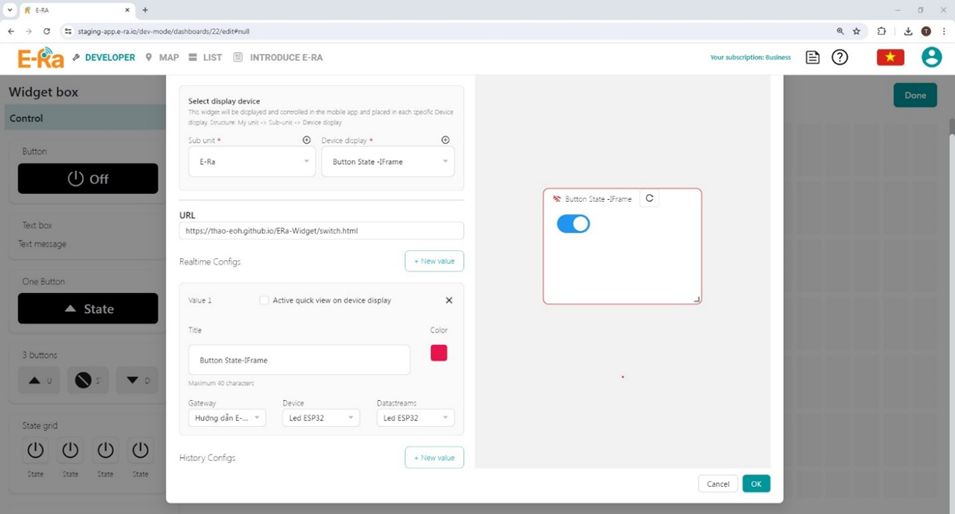 E-RA
staging-app.e-ra.io/dev-mode/dashboards/22/edit#null
T
E-Ra
DEVELOPER
MAP
LIST
INTRODUCE E-RA
Your subscription: Business
Widget box
Done
Control
Button
Off
Text box
Text message
One Button
State
3 buttons
U
S
D
State grid
State
State
State
State
Select display device
This widget will be displayed and controlled in the mobile app and placed in each specific Device
display. Structure: My unit -> Sub-unit -> Device display
Sub unit *
Device display *
E-Ra
Button State -IFrame
URL
https://thao-eoh.github.io/ERa-Widget/switch.html
Realtime Configs
+ New value
Value 1
Active quick view on device display
Title
Color
Button State-IFrame
Maximum 40 characters
Gateway
Device
Datastreams
Hướng dẫn E-...
Led ESP32
Led ESP32
History Configs
+ New value
Button State -IFrame
Cancel
OK